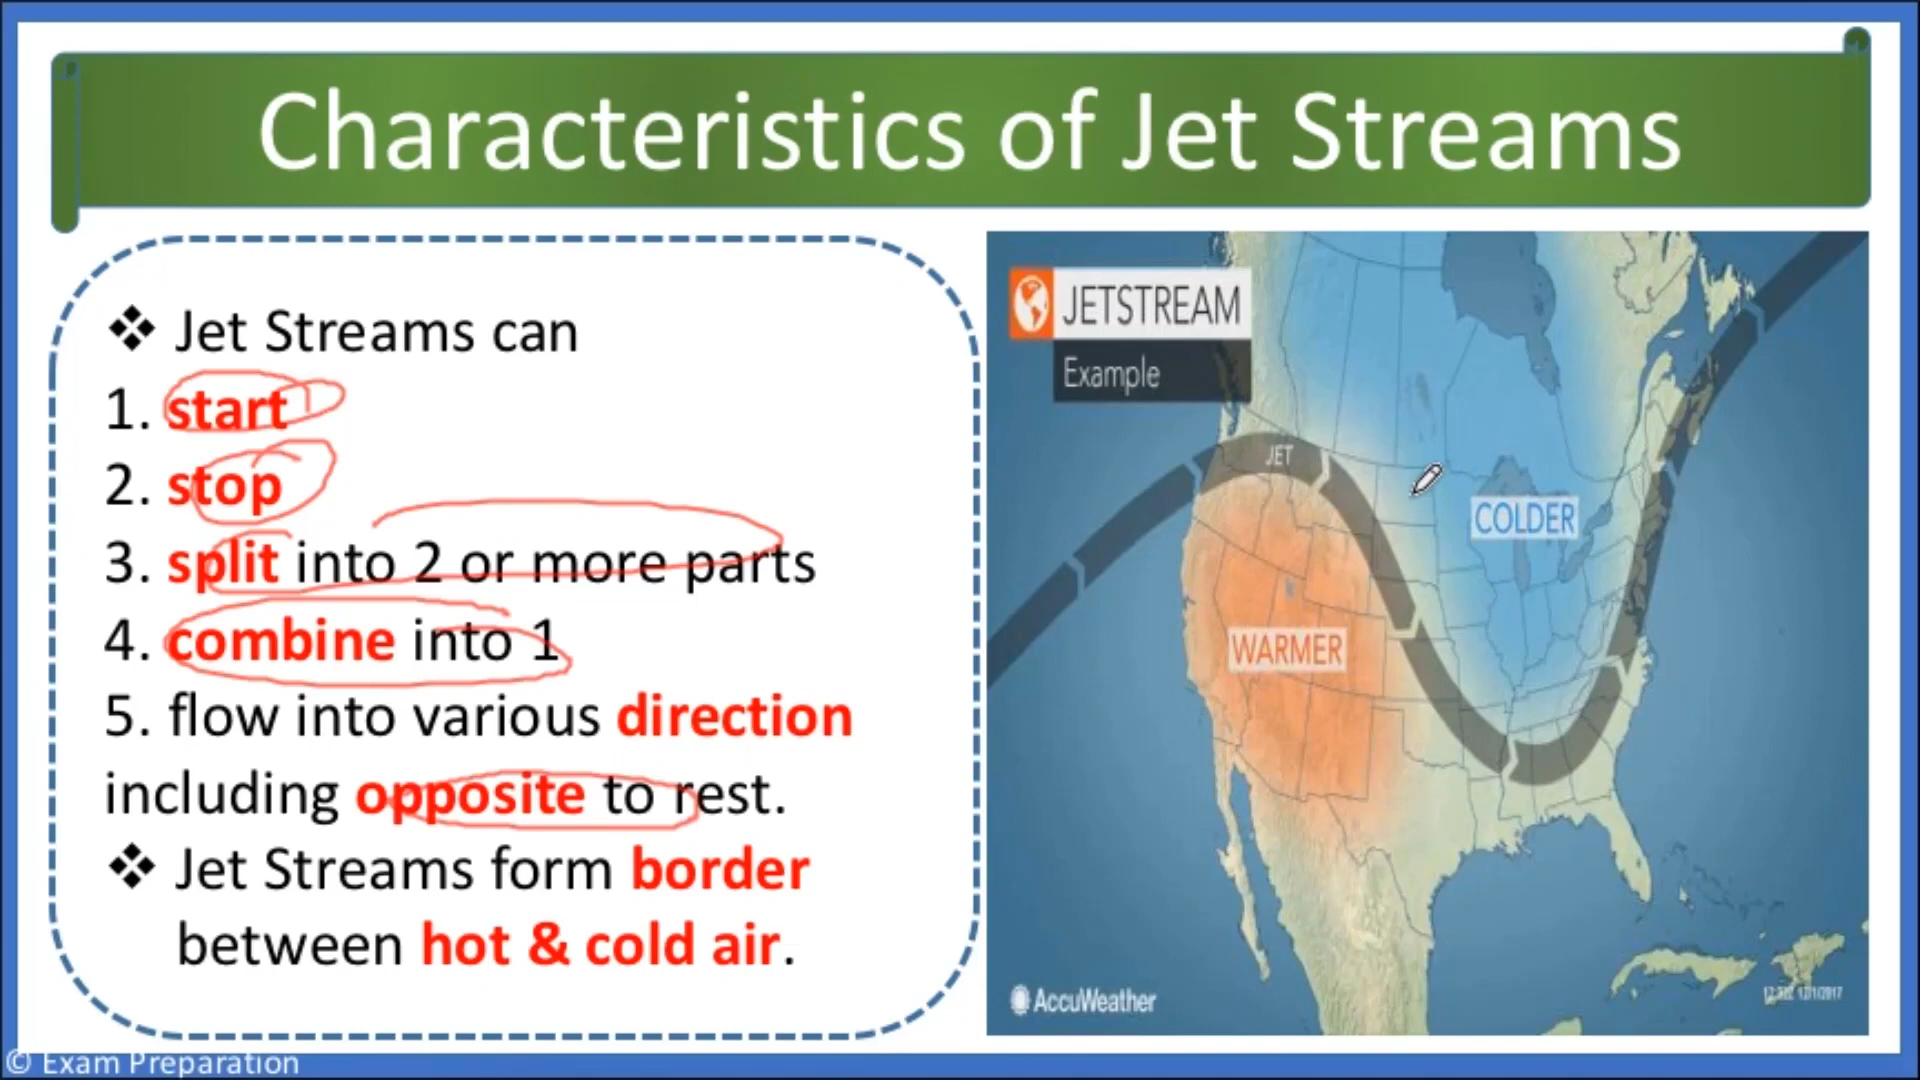 Characteristics of Jet Streams
❖ Jet Streams can
1. start
2. stop
3. split into 2 or more parts
4. combine into 1
5. flow into various direction
including opposite to rest.
❖ Jet Streams form border
between hot & cold air.
JETSTREAM
Example
JET
COLDER
WARMER
AccuWeather
© Exam Preparation